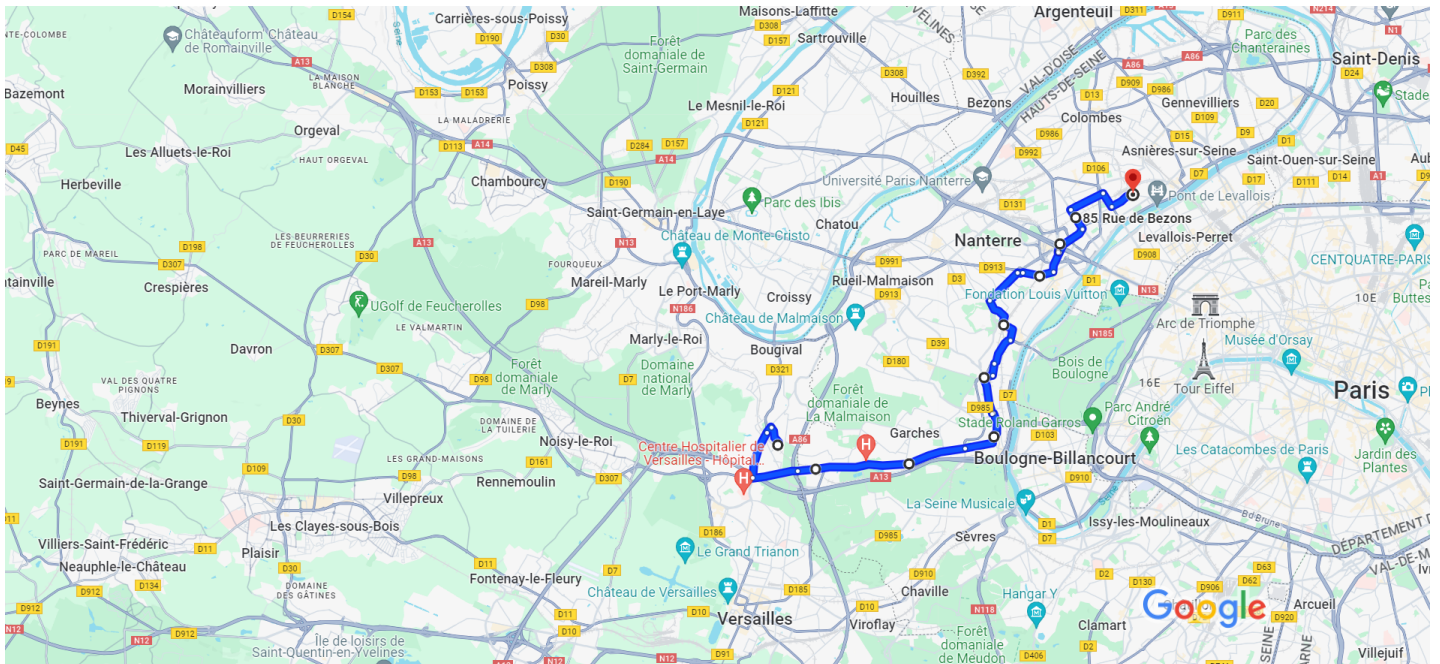 D154
Carrières-sous-Poissy
Maisons-Laffitte
D308
D157
YVELINES
Argenteuil
D311
D170
D911
N214
N1
Parc des
Chanteraines
Châteauform Château
de Romainville
A13
D190
D30
Seine
Forêt
domaniale de
Saint-Germain
Sartrouville
VAL-D'OISE
HAUTS-DE-SEINE
A86
D909
D986
Saint-Denis
D24
Stade
LA MAISON
BLANCHE
D308
Poissy
D308
D392
Bazemont
Morainvilliers
D153
D153
D121
Le Mesnil-le-Roi
Houilles
Bezons
D13
Gennevilliers
D20
D109
Colombes
Orgeval
LA MALADRERIE
D121
D986
D15
D9
D1
D45
Les Alluets-le-Roi
HAUT ORGEVAL
D113
A14
D284
D157
A14
D992
Asnières-sur-Seine
Saint-Ouen-sur-Seine
Herbeville
Chambourcy
D190
Université Paris Nanterre
D106
D7
D17
D111
D14
A1
Parc des Ibis
D131
Pont de Levallois
Saint-Germain-en-Laye
Chatou
85 Rue de Bezons
LES BEURRERIES
DE FEUCHEROLLES
A13
N13
Château de Monte-Cristo
Nanterre
Levallois-Perret
PARC DE MAREIL
D198
D30
FOURQUEUX
D991
D908
D307
Mareil-Marly
Rueil-Malmaison
D3
D913
D1
CENTQUATRE-PARIS
Crespières
Le Port-Marly
Croissy
D913
Fondation Louis Vuitton
N13
10E
UGolf de Feucherolles
D98
N186
Château de Malmaison
Arc de Triomphe
LE VALMARTIN
Marly-le-Roi
N185
Musée d'Orsay
D191
D307
Davron
Bougival
D39
D307
D98
Forêt
domaniale de Marly
D7
Domaine
national
de Marly
D321
D180
Bois de
Boulogne
16E
Tour Eiffel
VAL DES QUATRE
PIGNONS
Beynes
Thiverval-Grignon
D30
DOMAINE DE
LA TUILERIE
Forêt
domaniale de
La Malmaison
D7
D985
Paris
D191
D119
Noisy-le-Roi
A86
Garches
Stade Roland Garros
D103
Parc André
Citroën
Centre Hospitalier de
Versailles - Hôpital...
LES GRANDS-MAISONS
D161
D109
D98
Rennemoulin
D307
A13
Boulogne-Billancourt
Les Catacombes de Paris
Jardin des
Plantes
Saint-Germain-de-la-Grange
Villepreux
D910
Les Clayes-sous-Bois
D186
D985
La Seine Musicale
Seine
D1
D7
Issy-les-Moulineaux
Bd Brune
Villiers-Saint-Frédéric
D11
Plaisir
Le Grand Trianon
Sèvres
Neauphle-le-Château
D30
D7
Fontenay-le-Fleury
D910
D2
D63
D134
DOMAINE
DES GÂTINES
Château de Versailles
D185
Chaville
D130
D906
D62
D912
D11
D10
D10
N118
Hangar Y
D2
Google
Arcueil
D912
Versailles
Viroflay
Clamart
D920
N12
Île de loisirs de
Saint-Quentin-en-Yvelines
N12
D91
Forêt
domaniale de
Meudon
D406
Villejuif